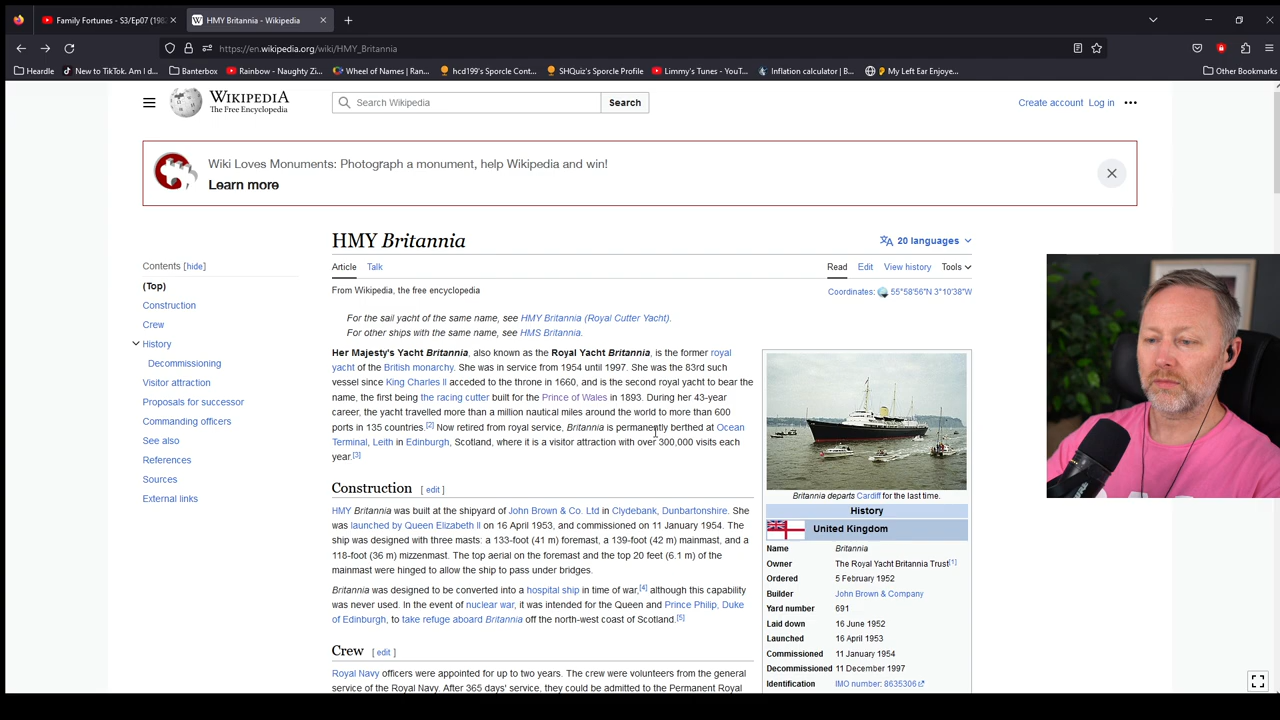 Family Fortunes - S3/Ep07 (198
HMY Britannia - Wikipedia
https://en.wikipedia.org/wiki/HMY_Britannia
Heardle
New to TikTok, Am I d...
Banterbox
Rainbow - Naughty Zi...
Wheel of Names | Ran...
hcd199's Sporcle Cont...
SHQuiz's Sporcle Profile
Limmy's Tunes - YouT...
Inflation calculator | B...
My Left Ear Enjoye...
Other Bookmarks
WIKIPEDIA
The Free Encyclopedia
Search Wikipedia
Search
Create account Log in
Wiki Loves Monuments: Photograph a monument, help Wikipedia and win!
Learn more
HMY Britannia
20 languages
Contents [hide]
(Top)
Construction
Crew
History
Decommissioning
Visitor attraction
Proposals for successor
Commanding officers
See also
References
Sources
External links
Article Talk
Read Edit View history Tools
From Wikipedia, the free encyclopedia
Coordinates: 55°58′56″N 3°10′38″W
For the sail yacht of the same name, see HMY Britannia (Royal Cutter Yacht).
For other ships with the same name, see HMS Britannia.
Her Majesty's Yacht Britannia, also known as the Royal Yacht Britannia, is the former royal
yacht of the British monarchy. She was in service from 1954 until 1997. She was the 83rd such
vessel since King Charles II acceded to the throne in 1660, and is the second royal yacht to bear the
name, the first being the racing cutter built for the Prince of Wales in 1893. During her 43-year
career, the yacht travelled more than a million nautical miles around the world to more than 600
ports in 135 countries.[2] Now retired from royal service, Britannia is permanently berthed at Ocean
Terminal, Leith in Edinburgh, Scotland, where it is a visitor attraction with over 300,000 visits each
year.[3]
Construction [ edit ]
HMY Britannia was built at the shipyard of John Brown & Co. Ltd in Clydebank, Dunbartonshire. She
was launched by Queen Elizabeth II on 16 April 1953, and commissioned on 11 January 1954. The
ship was designed with three masts: a 133-foot (41 m) foremast, a 139-foot (42 m) mainmast, and a
118-foot (36 m) mizzenmast. The top aerial on the foremast and the top 20 feet (6.1 m) of the
mainmast were hinged to allow the ship to pass under bridges.
Britannia was designed to be converted into a hospital ship in time of war,[4] although this capability
was never used. In the event of nuclear war, it was intended for the Queen and Prince Philip, Duke
of Edinburgh, to take refuge aboard Britannia off the north-west coast of Scotland.[5]
Crew [ edit ]
Royal Navy officers were appointed for up to two years. The crew were volunteers from the general
service of the Royal Navy. After 365 days' service, they could be admitted to the Permanent Royal
Britannia departs Cardiff for the last time.
History
United Kingdom
Name Britannia
Owner The Royal Yacht Britannia Trust[1]
Ordered 5 February 1952
Builder John Brown & Company
Yard number 691
Laid down 16 June 1952
Launched 16 April 1953
Commissioned 11 January 1954
Decommissioned 11 December 1997
Identification IMO number: 8635306